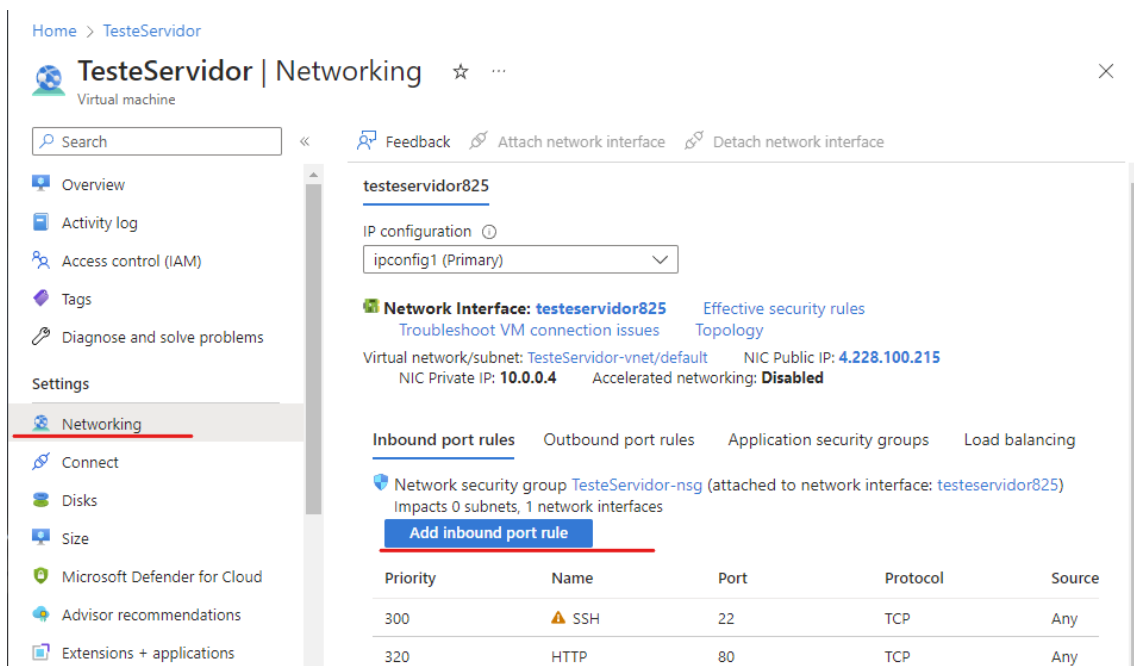 Home > TesteServidor
TesteServidor | Networking ☆ ···
Virtual machine
Search
«
Overview
Activity log
Access control (IAM)
Tags
Diagnose and solve problems
Settings
Networking
Connect
Disks
Size
Microsoft Defender for Cloud
Advisor recommendations
Extensions + applications
Feedback Attach network interface Detach network interface
testeservidor825
IP configuration
ipconfig1 (Primary)
Network Interface: testeservidor825 Effective security rules
Troubleshoot VM connection issues Topology
Virtual network/subnet: TesteServidor-vnet/default NIC Public IP: 4.228.100.215
NIC Private IP: 10.0.0.4 Accelerated networking: Disabled
Inbound port rules Outbound port rules Application security groups Load balancing
Network security group TesteServidor-nsg (attached to network interface: testeservidor825)
Impacts 0 subnets, 1 network interfaces
Add inbound port rule
Priority Name Port Protocol Source
300 SSH 22 TCP Any
320 HTTP 80 TCP Any